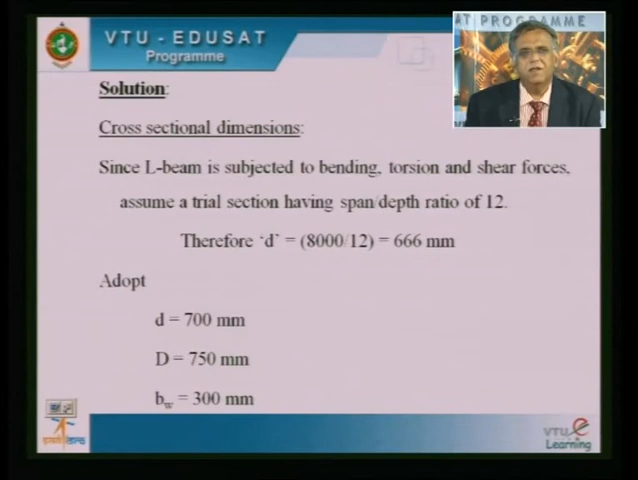 VTU - EDUSAT
Programme
AT PROGRAMME
Solution:
Cross sectional dimensions:
Since L-beam is subjected to bending, torsion and shear forces,
assume a trial section having span/depth ratio of 12.
Therefore 'd' = (8000/12) = 666 mm
Adopt
d = 700 mm
D = 750 mm
bw = 300 mm
VTU e
Learning